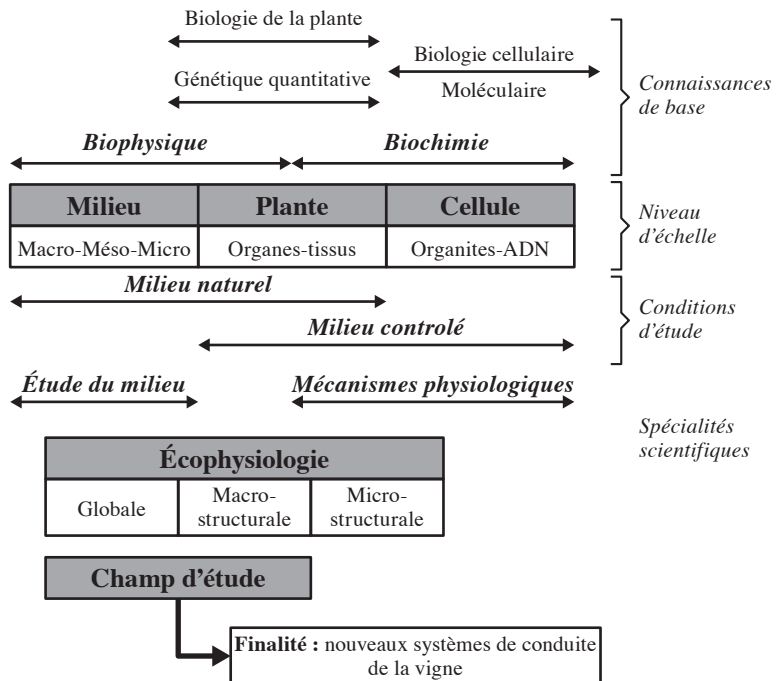 Biologie de la plante
Biologie cellulaire
Génétique quantitative
Moléculaire
Connaissances
de base
Biophysique
Biochimie
Milieu
Plante
Cellule
Niveau
d'échelle
Macro-Méso-Micro
Organes-tissus
Organites-ADN
Milieu naturel
Conditions
d'étude
Milieu controlé
Étude du milieu
Mécanismes physiologiques
Spécialités
scientifiques
Écophysiologie
Globale
Macro-
structurale
Micro-
structurale
Champ d'étude
Finalité : nouveaux systèmes de conduite
de la vigne